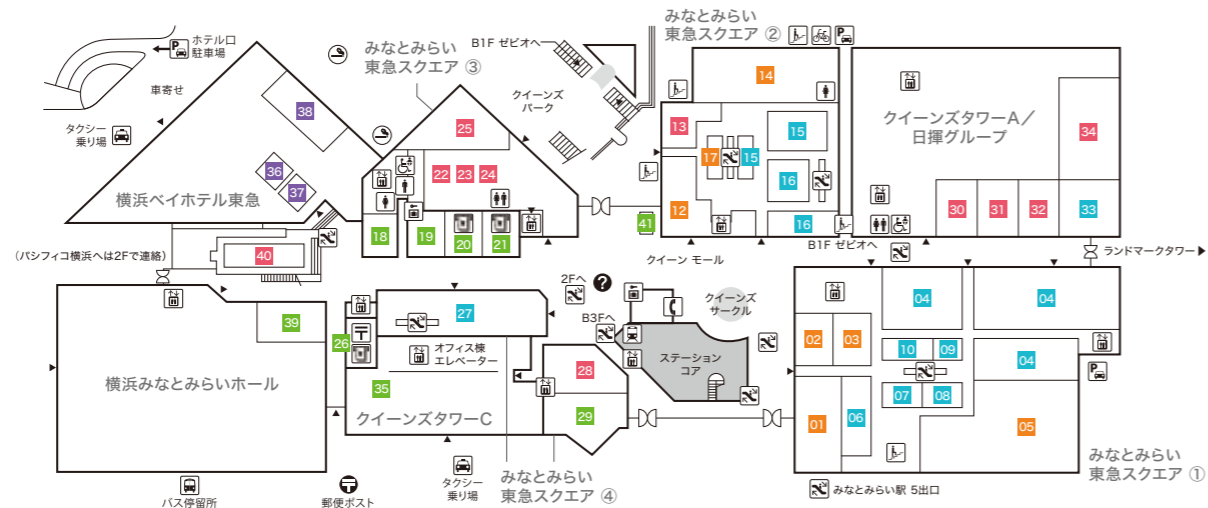 ホテル口
駐車場
車寄せ
タクシー
乗り場
38
36
37
横浜ベイホテル東急
みなとみらい
東急スクエア ③
B1F ゼビオへ
クイーンズ
パーク
25
22 23 24
18
19
20
21
みなとみらい
東急スクエア ②
14
13
15
17
15
16
12
16
41
クイーンズタワーA/
日揮グループ
34
30
31
32
33
B1F ゼビオへ
クイーン モール
ランドマークタワー▶
(パシフィコ横浜へは2Fで連絡)
40
39
横浜みなとみらいホール
バス停留所
郵便ポスト
26
27
オフィス棟
エレベーター
35
クイーンズタワーC
28
29
タクシー
乗り場
みなとみらい
東急スクエア ④
2Fへ
?
B3Fへ
クイーンズ
サークル
ステーション
コア
04
04
02
03
10
09
04
07
08
01
06
05
みなとみらい
東急スクエア ①
みなとみらい駅 5出口